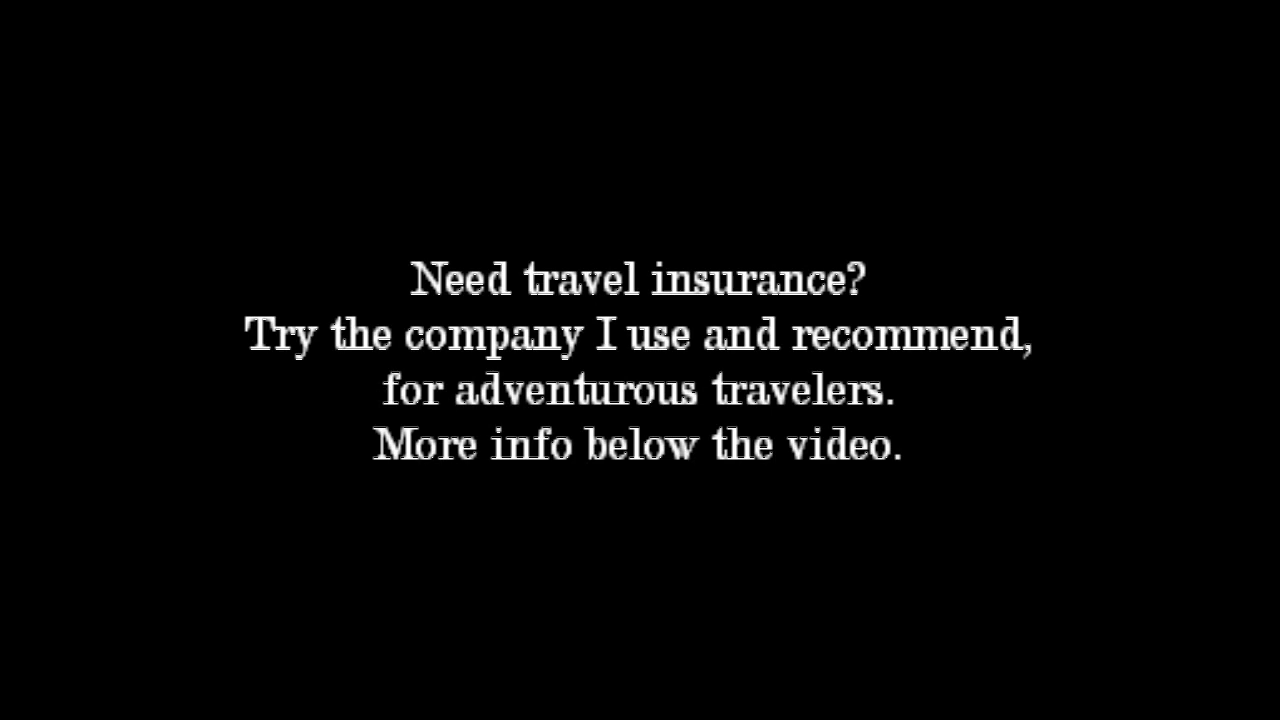 Need travel insurance?
Try the company I use and recommend,
for adventurous travelers.
More info below the video.